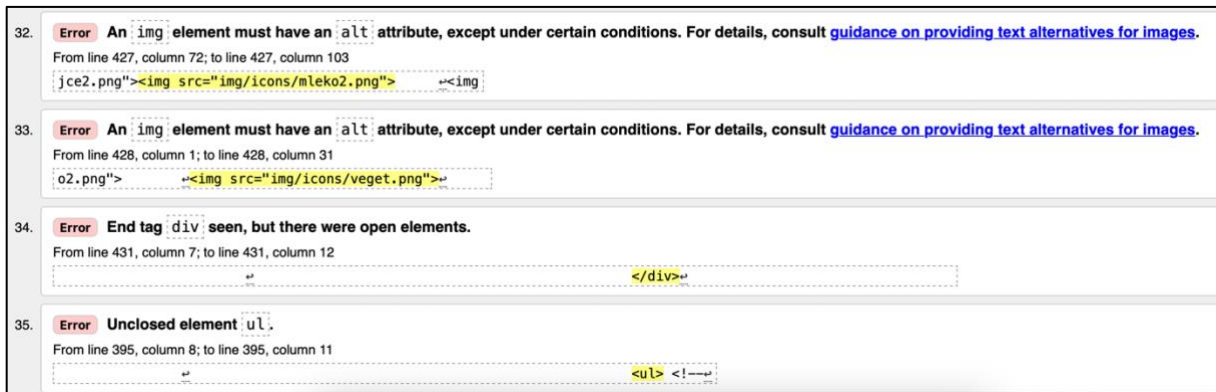 32. Error An img element must have an alt attribute, except under certain conditions. For details, consult guidance on providing text alternatives for images.
From line 427, column 72; to line 427, column 103
jce2.png"><img src="img/icons/mleko2.png"> ↩<img
33. Error An img element must have an alt attribute, except under certain conditions. For details, consult guidance on providing text alternatives for images.
From line 428, column 1; to line 428, column 31
o2.png"> ↩<img src="img/icons/veget.png">↩
34. Error End tag div seen, but there were open elements.
From line 431, column 7; to line 431, column 12
↩ </div>↩
35. Error Unclosed element ul.
From line 395, column 8; to line 395, column 11
↩ <ul> <!--↩